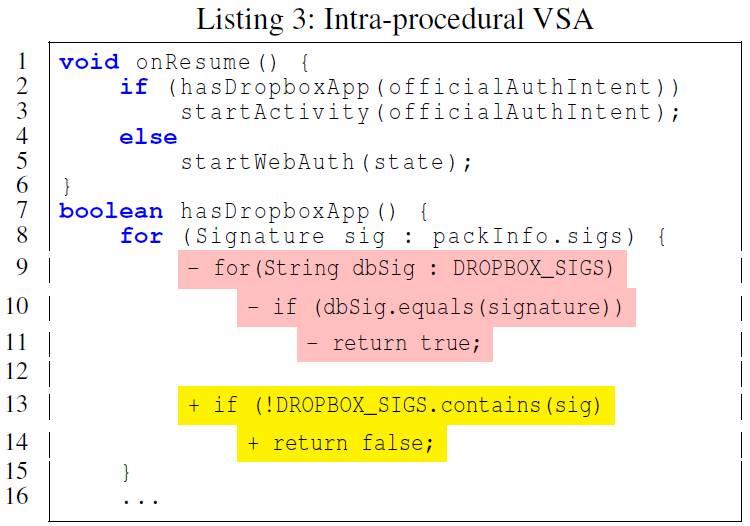 Listing 3: Intra-procedural VSA
1 void onResume() {
2 if (hasDropboxApp(officialAuthIntent))
3 startActivity(officialAuthIntent);
4 else
5 startWebAuth(state);
6 }
7 boolean hasDropboxApp() {
8 for (Signature sig : packInfo.sigs) {
9 - for(String dbSig : DROPBOX_SIGS)
10 - if (dbSig.equals(signature))
11 - return true;
12
13 + if (!DROPBOX_SIGS.contains(sig)
14 + return false;
15 }
16 ...